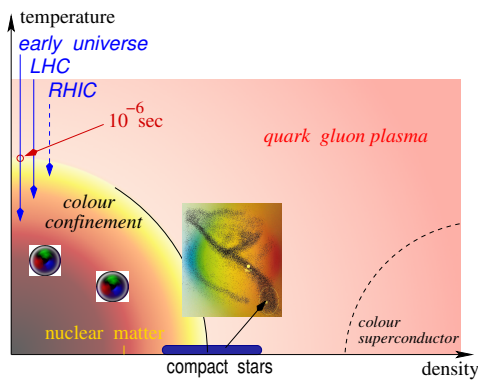 temperature
early universe
LHC
RHIC
10⁻⁶ sec
quark gluon plasma
colour
confinement
nuclear matter
colour
superconductor
compact stars
density